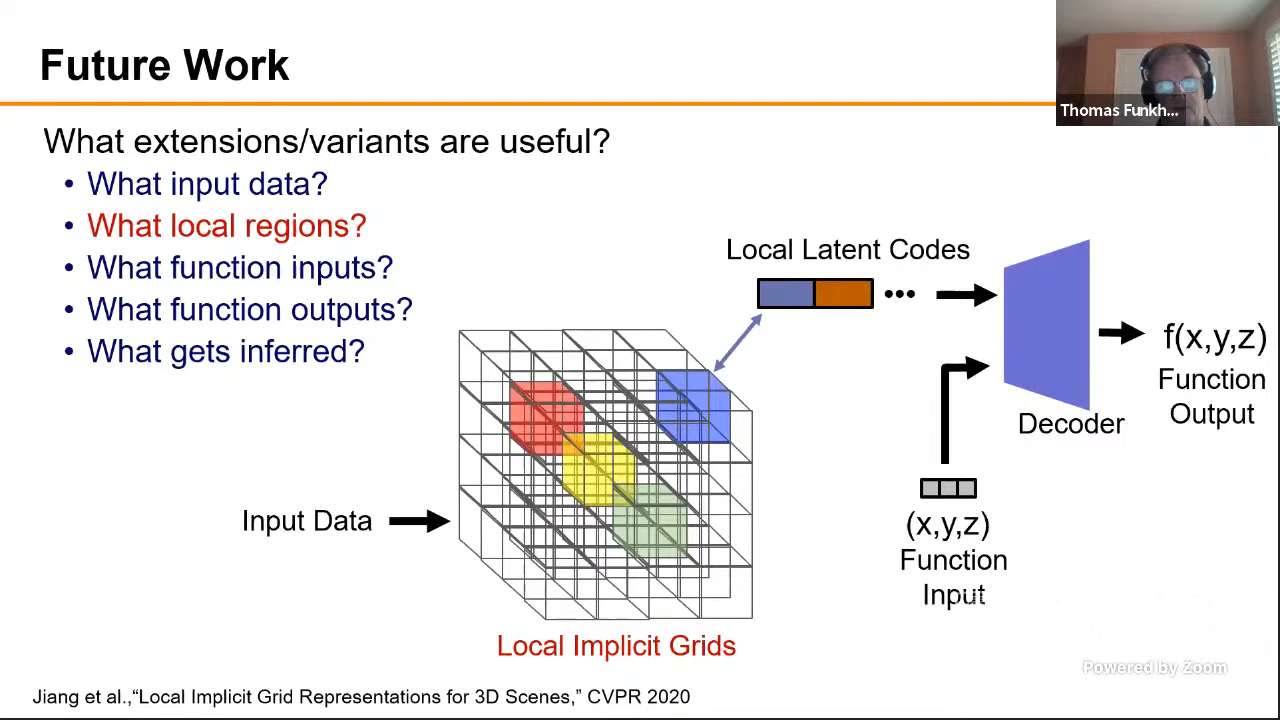 Future Work
Thomas Funkh...
What extensions/variants are useful?
• What input data?
• What local regions?
• What function inputs?
• What function outputs?
• What gets inferred?
Local Latent Codes
f(x,y,z)
Function
Output
Decoder
Input Data
(x,y,z)
Function
Input
Local Implicit Grids
Powered by Zoom
Jiang et al.,“Local Implicit Grid Representations for 3D Scenes,” CVPR 2020